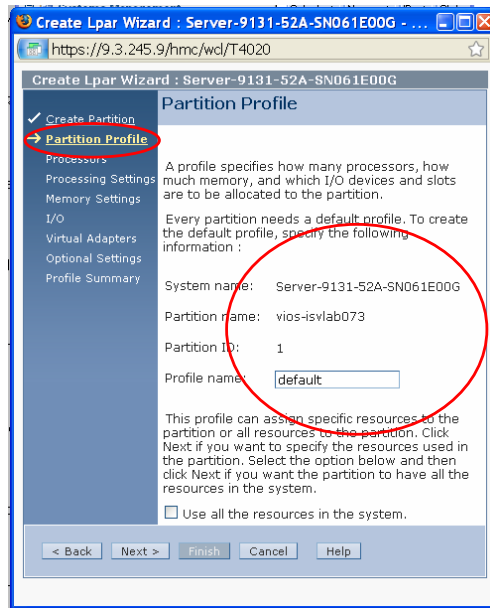 Create Lpar Wizard : Server-9131-52A-SN061E00G - ...
https://9.3.245.9/hmc/wcl/T4020
Create Lpar Wizard : Server-9131-52A-SN061E00G
Create Partition
Partition Profile
Processors
Processing Settings
Memory Settings
I/O
Virtual Adapters
Optional Settings
Profile Summary
Partition Profile
A profile specifies how many processors, how
much memory, and which I/O devices and slots
are to be allocated to the partition.
Every partition needs a default profile. To create
the default profile, specify the following
information :
System name: Server-9131-52A-SN061E00G
Partition name: vios-isvlab073
Partition ID: 1
Profile name: default
This profile can assign specific resources to the
partition or all resources to the partition. Click
Next if you want to specify the resources used in
the partition. Select the option below and then
click Next if you want the partition to have all the
resources in the system.
Use all the resources in the system.
< Back Next > Finish Cancel Help